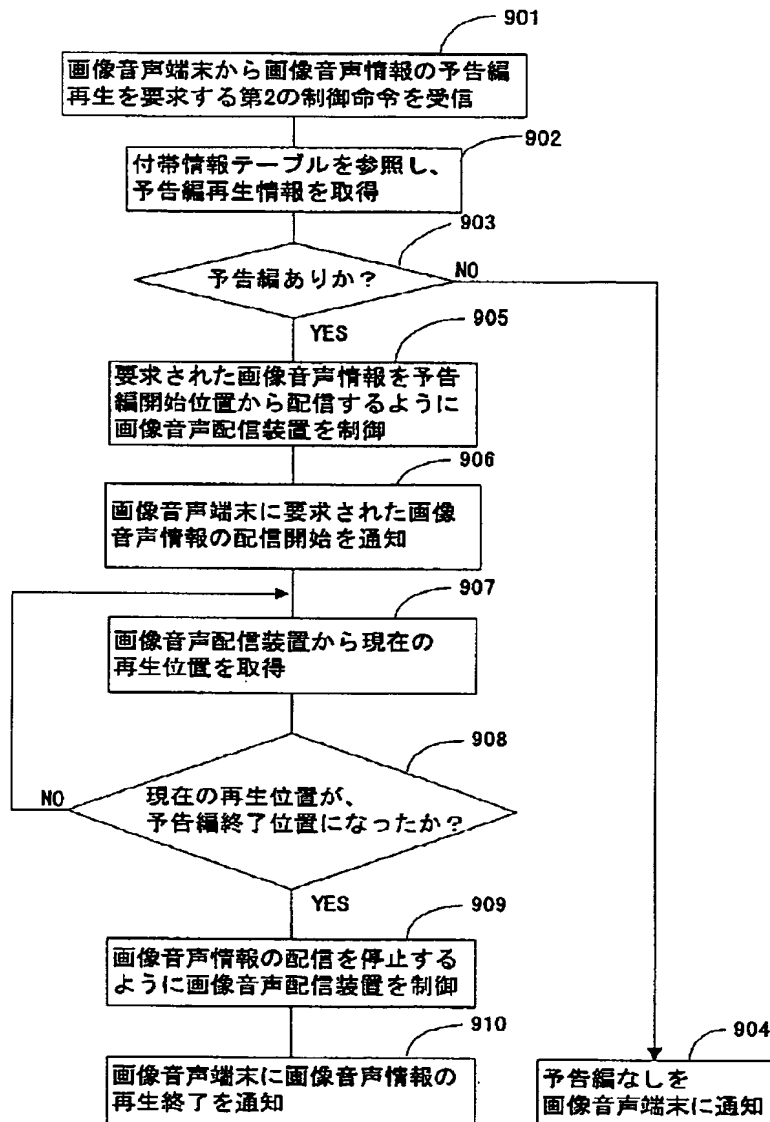 901
画像音声端末から画像音声情報の予告編
再生を要求する第2の制御命令を受信
902
付帯情報テーブルを参照し、
予告編再生情報を取得
903
予告編ありか?
NO
YES
905
要求された画像音声情報を予告
編開始位置から配信するように
画像音声配信装置を制御
906
画像音声端末に要求された画像
音声情報の配信開始を通知
907
画像音声配信装置から現在の
再生位置を取得
908
現在の再生位置が、
予告編終了位置になったか?
NO
YES
909
画像音声情報の配信を停止する
ように画像音声配信装置を制御
910
画像音声端末に画像音声情報の
再生終了を通知
904
予告編なしを
画像音声端末に通知